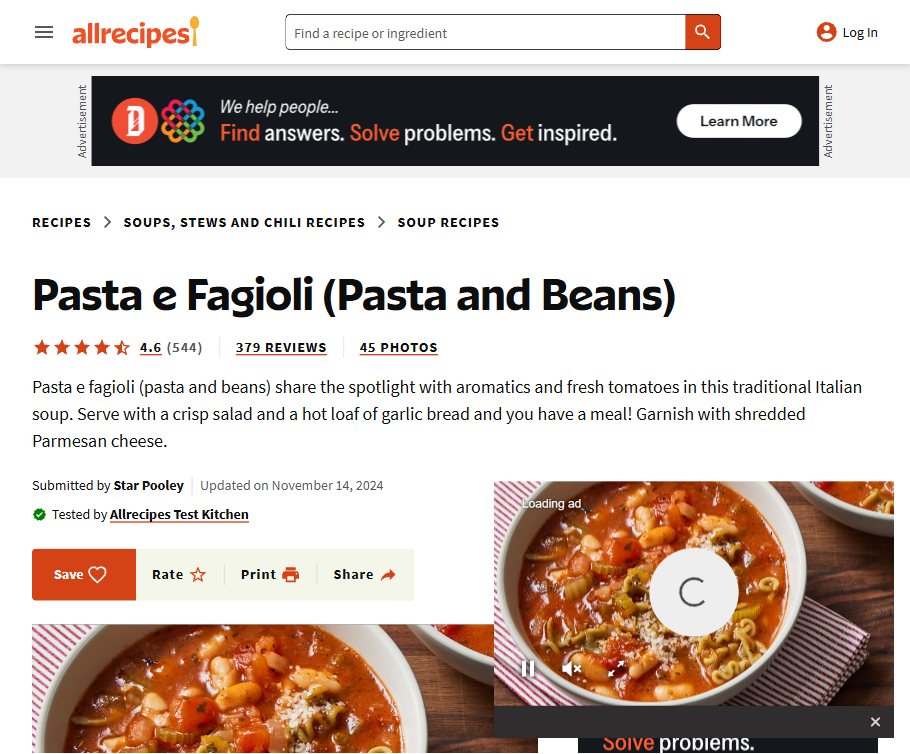 allrecipes
Find a recipe or ingredient
Log In
Advertisement
We help people...
Find answers. Solve problems. Get inspired.
Learn More
Advertisement
RECIPES > SOUPS, STEWS AND CHILI RECIPES > SOUP RECIPES
Pasta e Fagioli (Pasta and Beans)
4.6 (544) 379 REVIEWS 45 PHOTOS
Pasta e fagioli (pasta and beans) share the spotlight with aromatics and fresh tomatoes in this traditional Italian
soup. Serve with a crisp salad and a hot loaf of garlic bread and you have a meal! Garnish with shredded
Parmesan cheese.
Submitted by Star Pooley Updated on November 14, 2024
Tested by Allrecipes Test Kitchen
Save Rate Print Share
Loading ad
Solve problems.